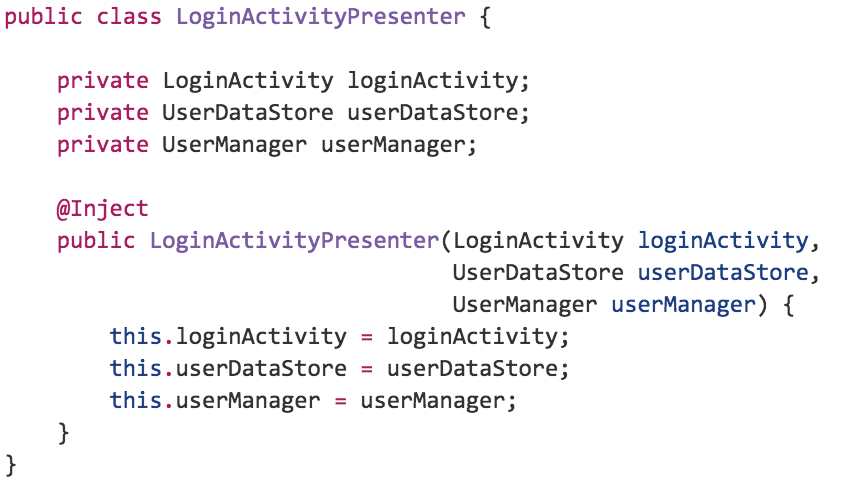 public class LoginActivityPresenter {
    private LoginActivity loginActivity;
    private UserDataStore userDataStore;
    private UserManager userManager;
    @Inject
    public LoginActivityPresenter(LoginActivity loginActivity,
                                  UserDataStore userDataStore,
                                  UserManager userManager) {
        this.loginActivity = loginActivity;
        this.userDataStore = userDataStore;
        this.userManager = userManager;
    }
}